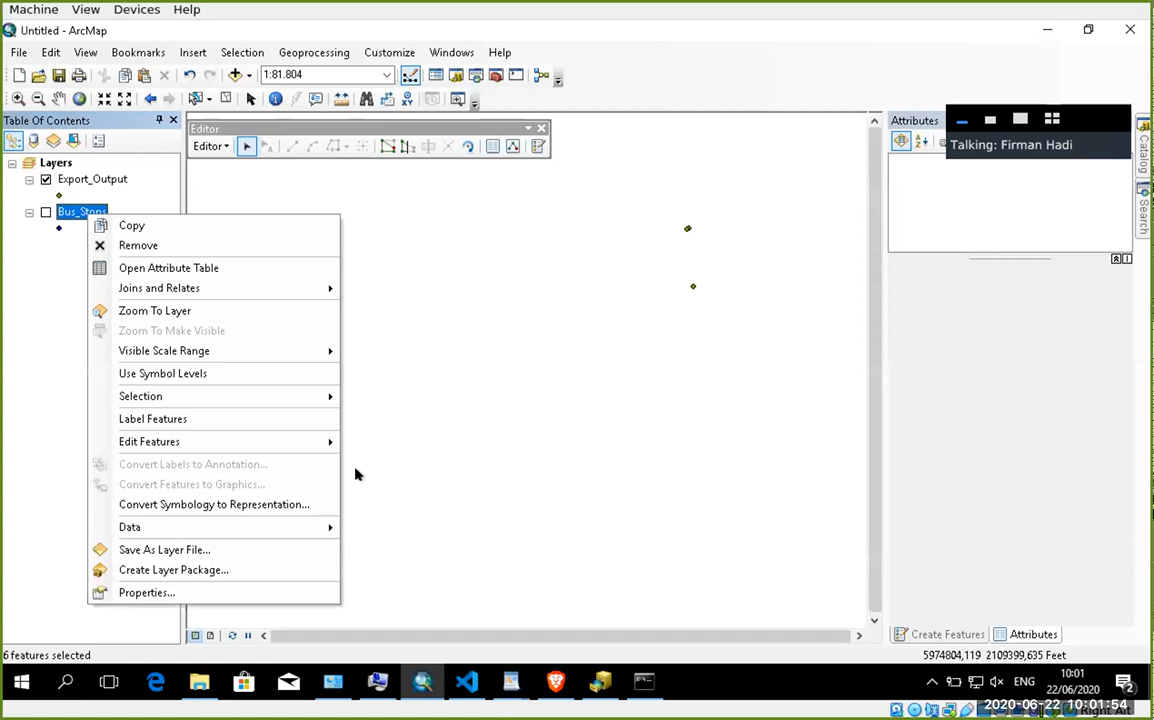 Machine View Devices Help
Untitled - ArcMap
File Edit View Bookmarks Insert Selection Geoprocessing Customize Windows Help
1:81.804
Table Of Contents
Editor
Attributes
Talking: Firman Hadi
Editor
Layers
Export_Output
Bus_Stops
Catalog
Search
Copy
Remove
Open Attribute Table
Joins and Relates
Zoom To Layer
Zoom To Make Visible
Visible Scale Range
Use Symbol Levels
Selection
Label Features
Edit Features
Convert Labels to Annotation...
Convert Features to Graphics...
Convert Symbology to Representation...
Data
Save As Layer File...
Create Layer Package...
Properties...
Create Features Attributes
6 features selected
5974804,119 2109399,635 Feet
ENG
10:01
22/06/2020
2
2020-06-22 10:01:54
Right Alt